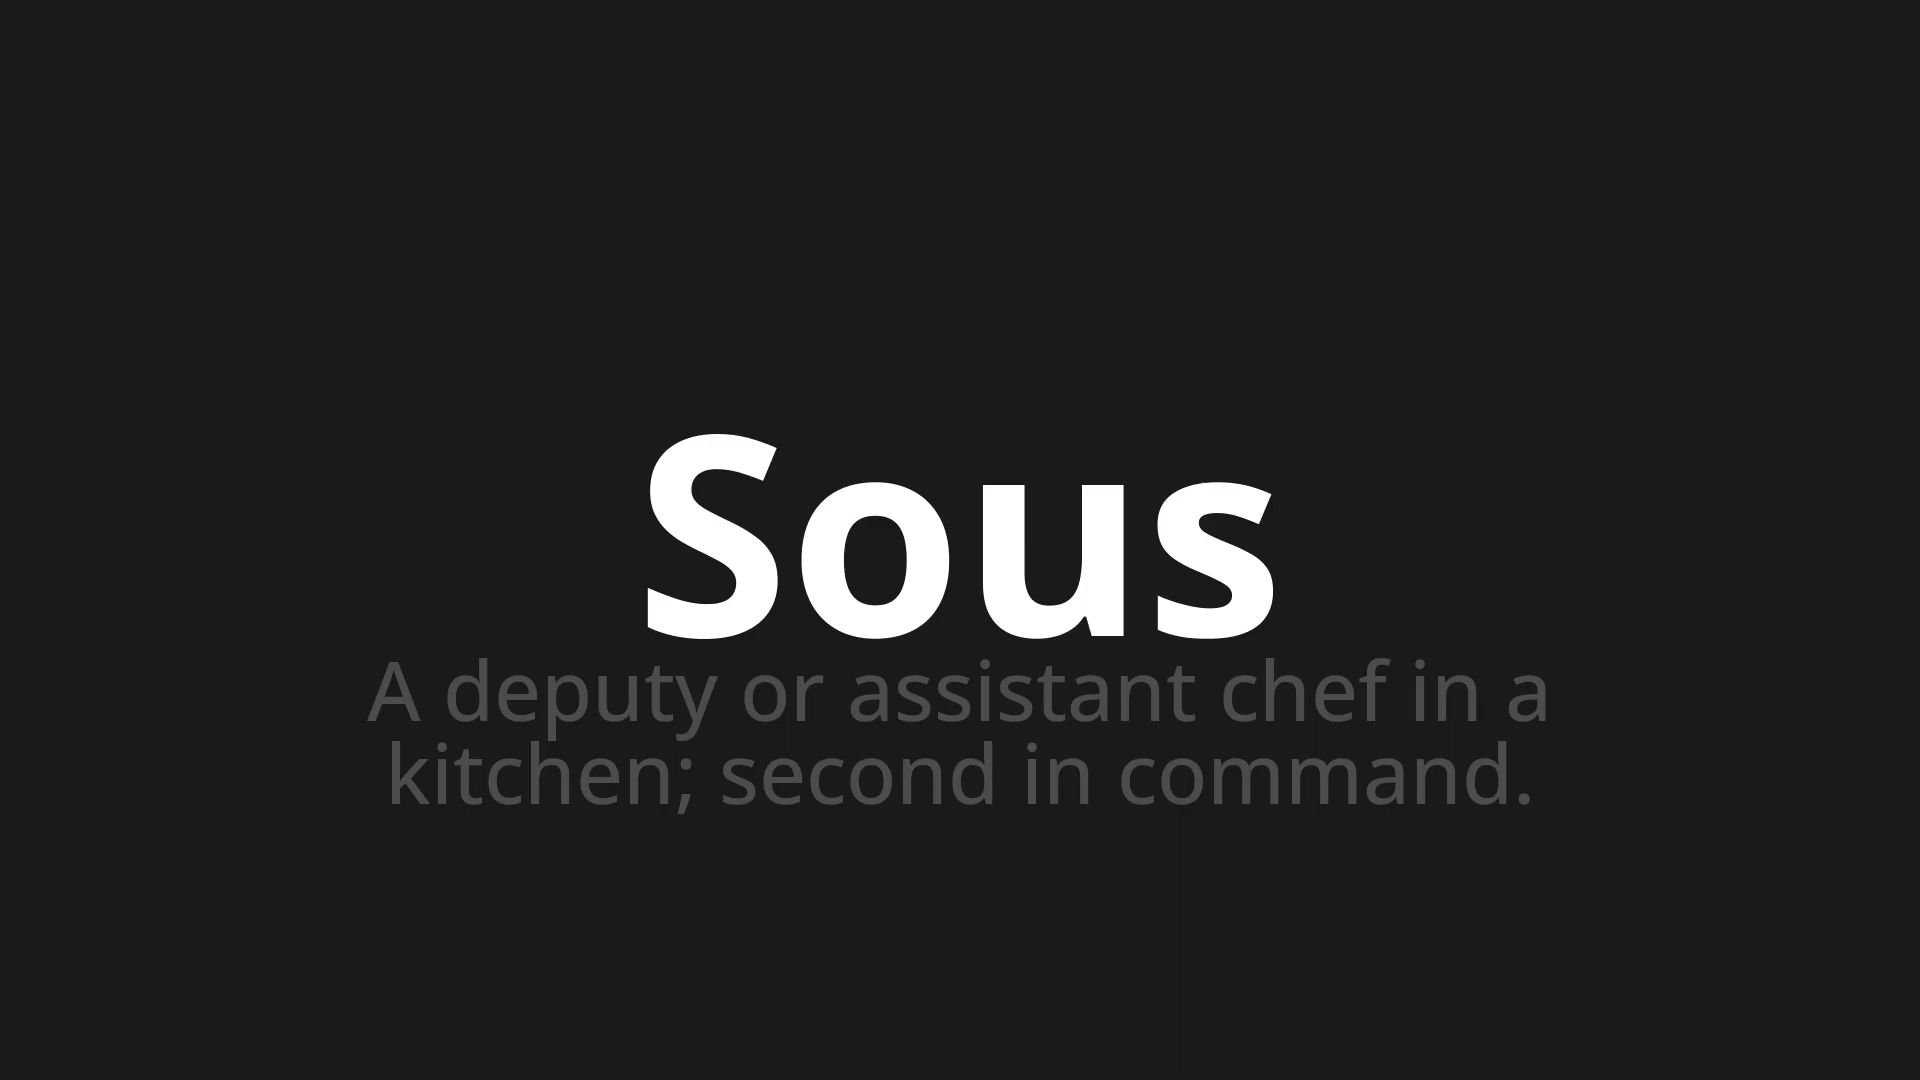 Sous
A deputy or assistant chef in a
kitchen; second in command.